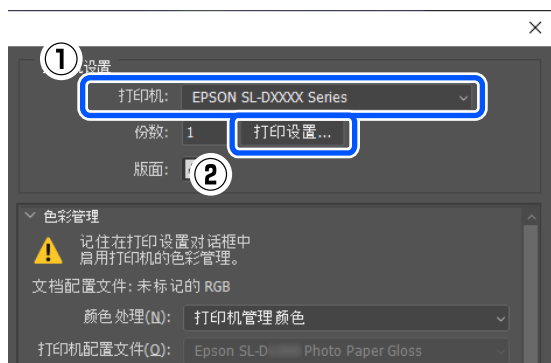 ①
设置
打印机: EPSON SL-DXXXX Series
份数: 1 打印设置...
版面:
②
色彩管理
记住在打印设置对话框中
启用打印机的色彩管理。
文档配置文件: 未标记的 RGB
颜色处理(N): 打印机管理颜色
打印机配置文件(O): Epson SL-D Photo Paper Gloss